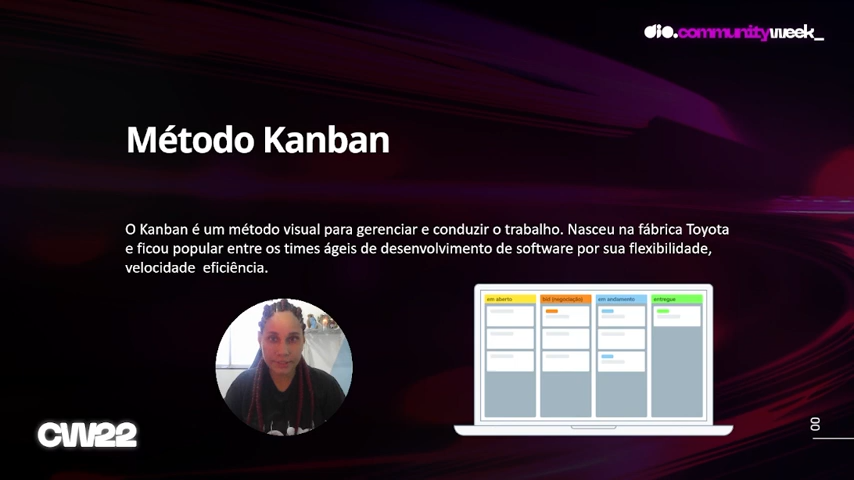 dio.communityweek_
Método Kanban
O Kanban é um método visual para gerenciar e conduzir o trabalho. Nasceu na fábrica Toyota
e ficou popular entre os times ágeis de desenvolvimento de software por sua flexibilidade,
velocidade  eficiência.
em aberto
bid (negociação)
em andamento
entregue
CW22
00